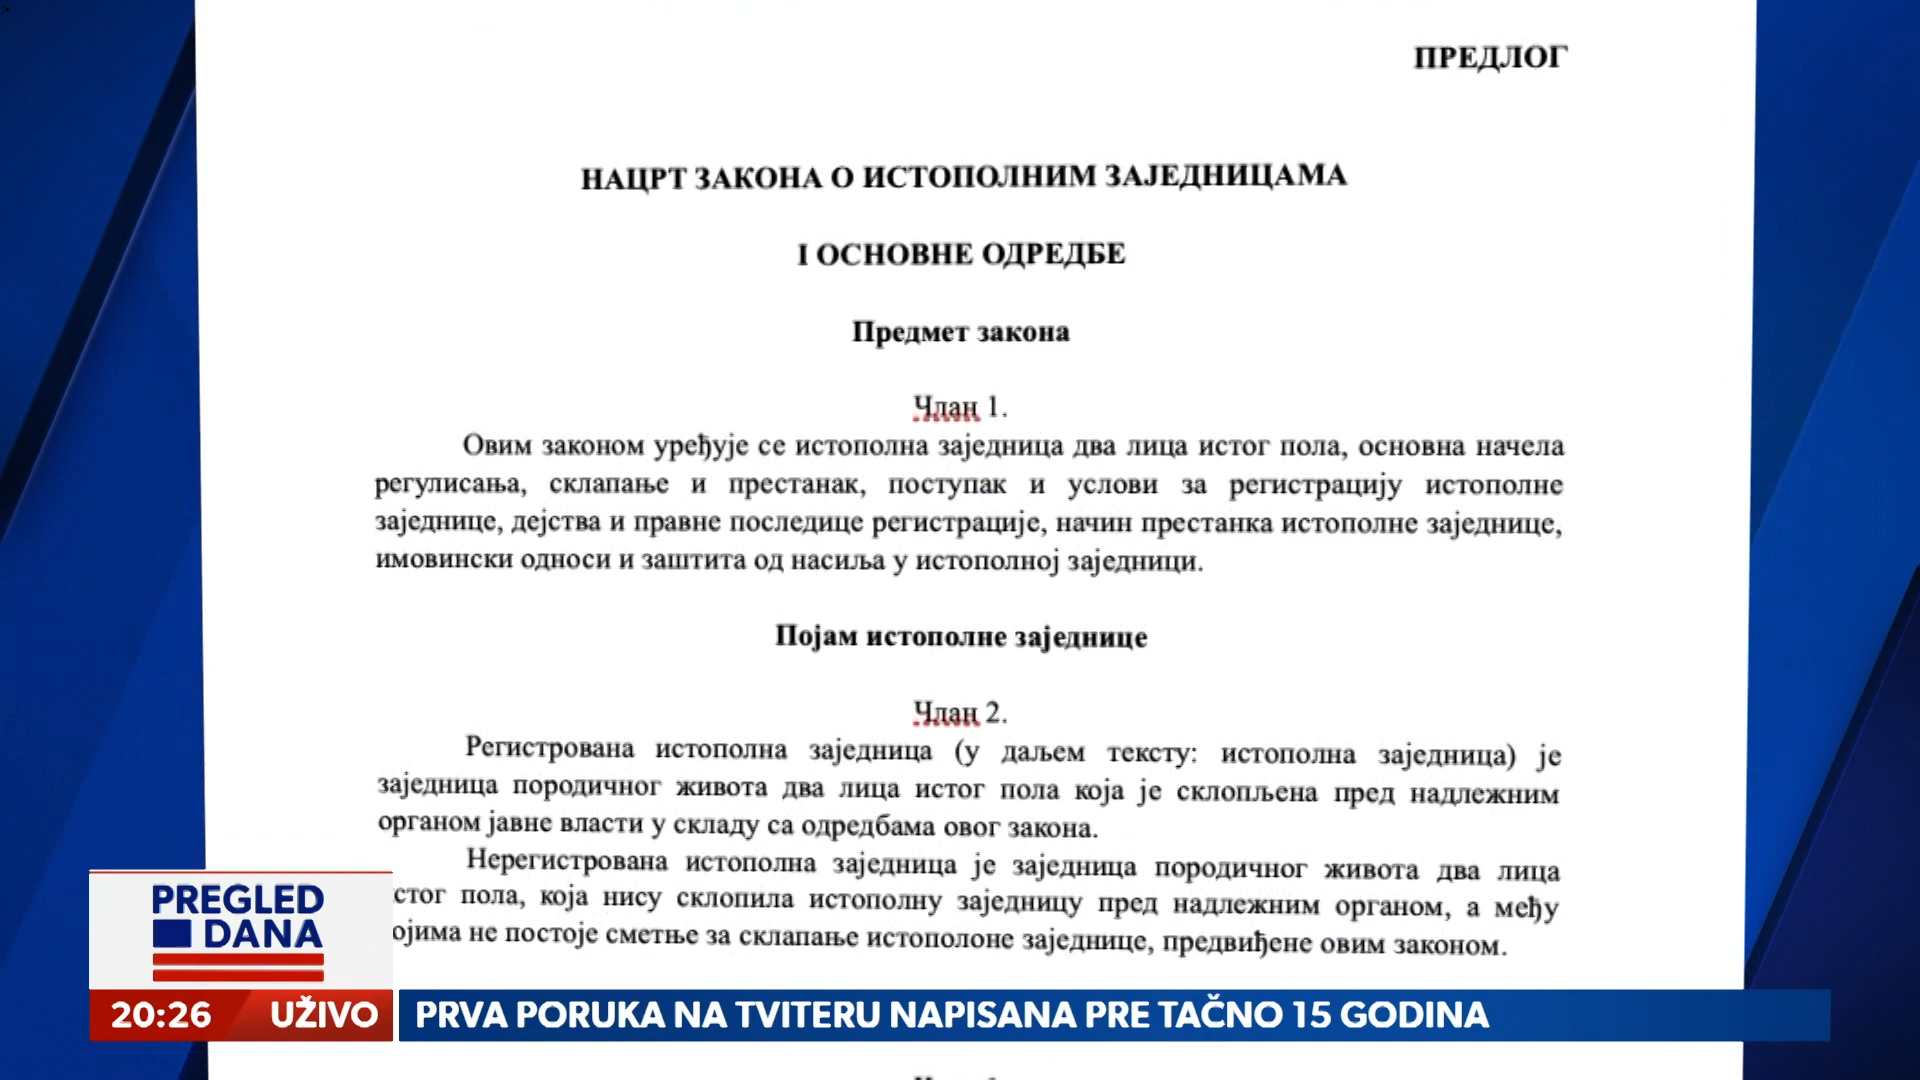 ПРЕДЛОГ
НАЦРТ ЗАКОНА О ИСТОПОЛНИМ ЗАЈЕДНИЦАМА
I ОСНОВНЕ ОДРЕДБЕ
Предмет закона
Члан 1.
Овим законом уређује се истополна заједница два лица истог пола, основна начела
регулисања, склапање и престанак, поступак и услови за регистрацију истополне
заједнице, дејства и правне последице регистрације, начин престанка истополне заједнице,
имовински односи и заштита од насиља у истополној заједници.
Појам истополне заједнице
Члан 2.
Регистрована истополна заједница (у даљем тексту: истополна заједница) је
заједница породичног живота два лица истог пола која је склопљена пред надлежним
органом јавне власти у складу са одредбама овог закона.
Нерегистрована истополна заједница је заједница породичног живота два лица
стог пола, која нису склопила истополну заједницу пред надлежним органом, а међу
ојима не постоје сметње за склапање истополоне заједнице, предвиђене овим законом.
PREGLED
DANA
20:26 UŽIVO PRVA PORUKA NA TVITERU NAPISANA PRE TAČNO 15 GODINA